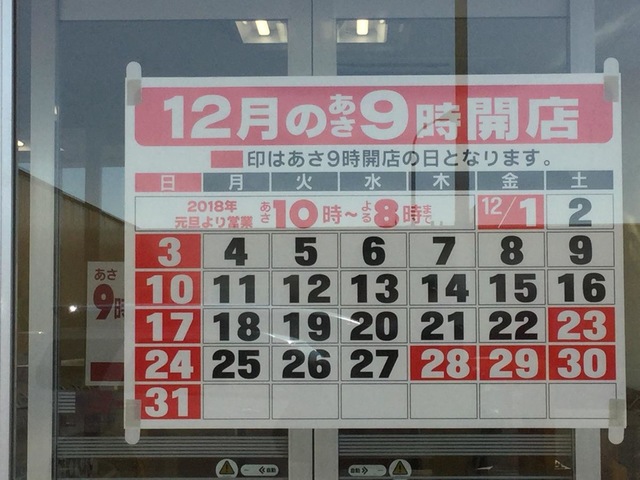 12月のあさ9時開店
印はあさ9時開店の日となります。
日 月 火 水 木 金 土
2018年
元旦より営業
あさ10時～よる8時まで
12/1 2
3 4 5 6 7 8 9
10 11 12 13 14 15 16
17 18 19 20 21 22 23
24 25 26 27 28 29 30
31
あさ
9時
自動
自動